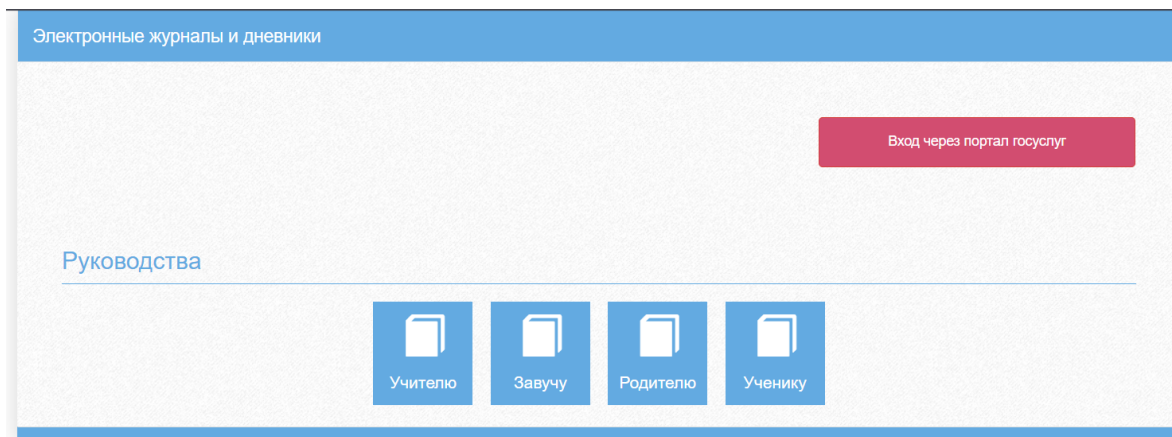 Электронные журналы и дневники
Вход через портал госуслуг
Руководства
Учителю
Завучу
Родителю
Ученику